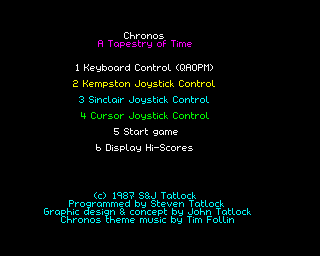 Chronos
A Tapestry of Time
1 Keyboard Control (QAOPM)
2 Kempston Joystick Control
3 Sinclair Joystick Control
4 Cursor Joystick Control
5 Start game
6 Display Hi-Scores
(c) 1987 S&J Tatlock
Programmed by Steven Tatlock
Graphic design & concept by John Tatlock
Chronos theme music by Tim Follin